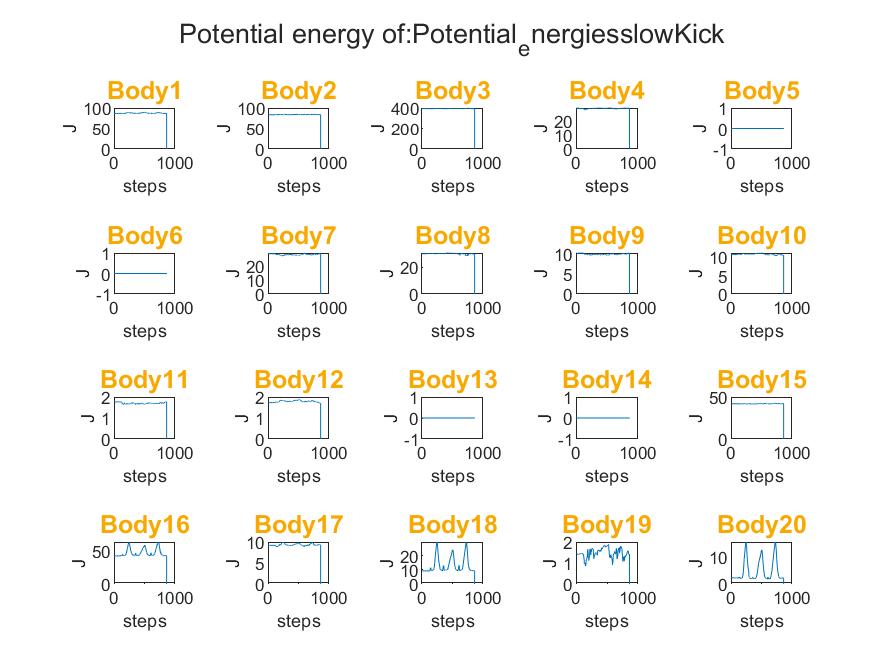 Potential energy of:PotentialₑnergiesslowKick
Body1 Body2 Body3 Body4 Body5
100 50 0 J 0 1000 steps
100 50 0 J 0 1000 steps
400 200 0 J 0 1000 steps
20 10 0 J 0 1000 steps
1 0 -1 J 0 1000 steps
Body6 Body7 Body8 Body9 Body10
1 0 -1 J 0 1000 steps
20 10 0 J 0 1000 steps
20 0 J 0 1000 steps
10 5 0 J 0 1000 steps
10 5 0 J 0 1000 steps
Body11 Body12 Body13 Body14 Body15
2 1 0 J 0 1000 steps
2 1 0 J 0 1000 steps
1 0 -1 J 0 1000 steps
1 0 -1 J 0 1000 steps
50 0 J 0 1000 steps
Body16 Body17 Body18 Body19 Body20
50 0 J 0 1000 steps
10 5 0 J 0 1000 steps
20 10 0 J 0 1000 steps
2 1 0 J 0 1000 steps
10 0 J 0 1000 steps